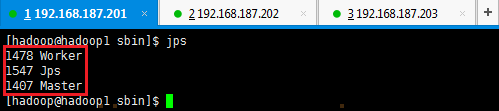 1 192.168.187.201
2 192.168.187.202
3 192.168.187.203
[hadoop@hadoop1 sbin]$ jps
1478 Worker
1547 Jps
1407 Master
[hadoop@hadoop1 sbin]$